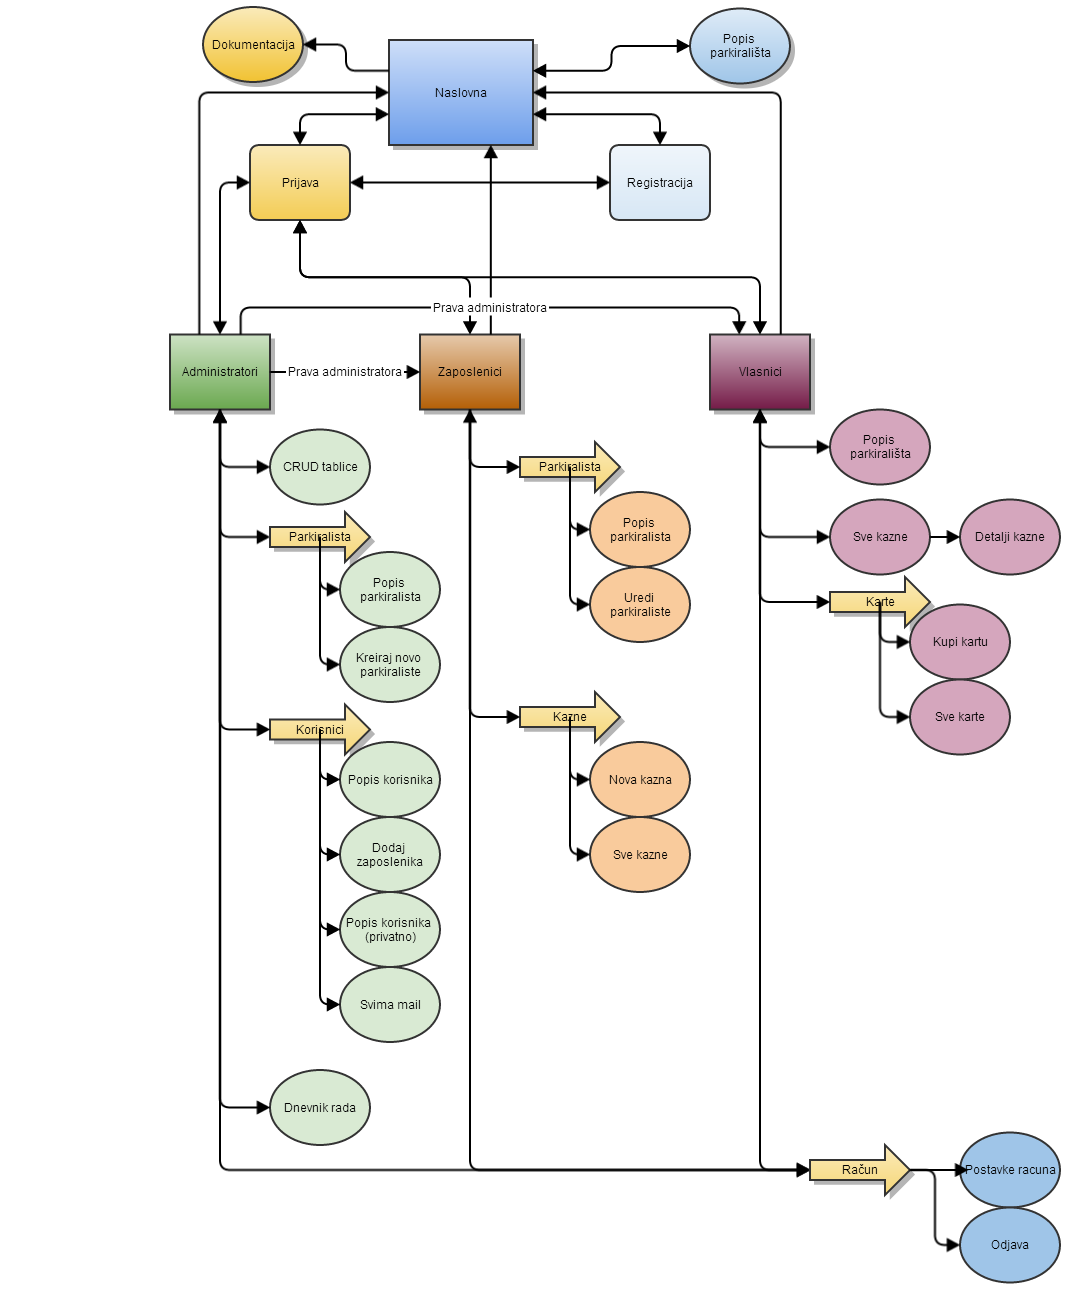 Dokumentacija
Naslovna
Popis
parkirališta
Prijava
Registracija
Prava administratora
Administratori
Prava administratora
Zaposlenici
Vlasnici
CRUD tablice
Parkiralista
Popis
parkiralista
Kreiraj novo
parkiraliste
Korisnici
Popis korisnika
Dodaj
zaposlenika
Popis korisnika
(privatno)
Svima mail
Dnevnik rada
Parkiralista
Popis
parkiralista
Uredi
parkiraliste
Kazne
Nova kazna
Sve kazne
Popis
parkirališta
Sve kazne
Detalji kazne
Karte
Kupi kartu
Sve karte
Račun
Postavke racuna
Odjava